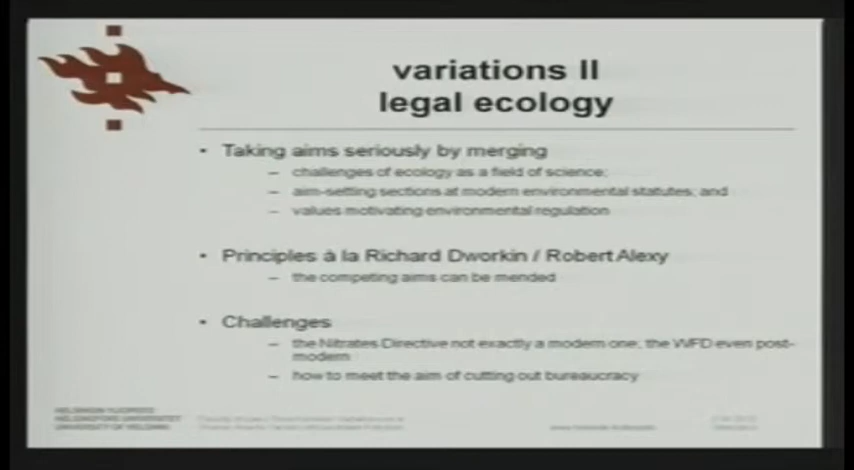 variations II
legal ecology
• Taking aims seriously by merging
– challenges of ecology as a field of science;
– aim-setting sections at modern environmental statutes; and
– values motivating environmental regulation
• Principles à la Richard Dworkin / Robert Alexy
– the competing aims can be mended
• Challenges
– the Nitrates Directive not exactly a modern one; the WFD even post-
modern
– how to meet the aim of cutting out bureaucracy
HELSINGIN YLIOPISTO
HELSINGFORS UNIVERSITET
UNIVERSITY OF HELSINKI